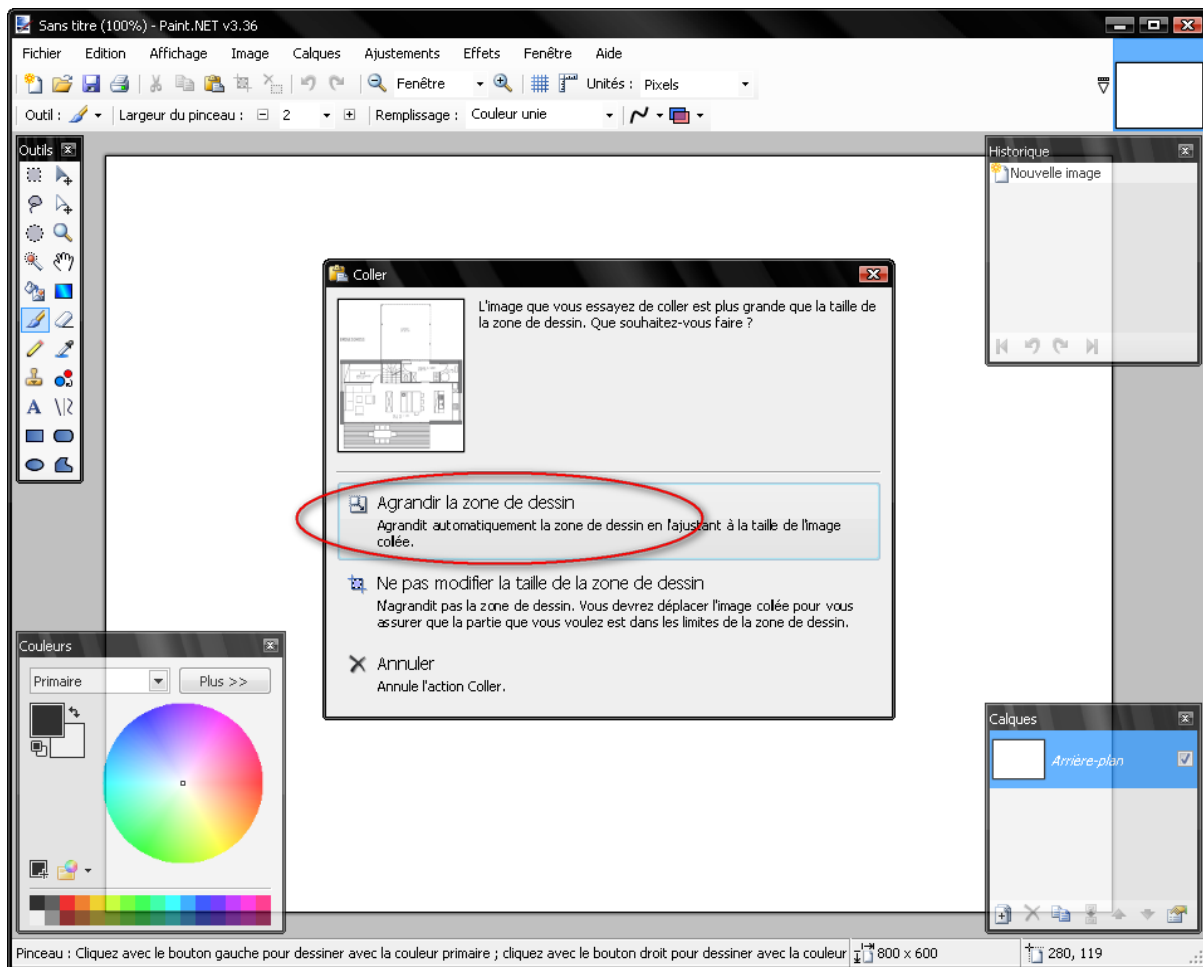 Sans titre (100%) - Paint.NET v3.36
Fichier Edition Affichage Image Calques Ajustements Effets Fenêtre Aide
Fenêtre Unités : Pixels
Outil : Largeur du pinceau : 2 Remplissage : Couleur unie
Outils
Historique
Nouvelle image
Coller
L'image que vous essayez de coller est plus grande que la taille de
la zone de dessin. Que souhaitez-vous faire ?
Agrandir la zone de dessin
Agrandit automatiquement la zone de dessin en l'ajustant à la taille de l'image
colée.
Ne pas modifier la taille de la zone de dessin
N'agrandit pas la zone de dessin. Vous devrez déplacer l'image colée pour vous
assurer que la partie que vous voulez est dans les limites de la zone de dessin.
Annuler
Annule l'action Coller.
Couleurs
Primaire Plus >>
Calques
Arrière-plan
Pinceau : Cliquez avec le bouton gauche pour dessiner avec la couleur primaire ; cliquez avec le bouton droit pour dessiner avec la couleur 800 x 600 280, 119